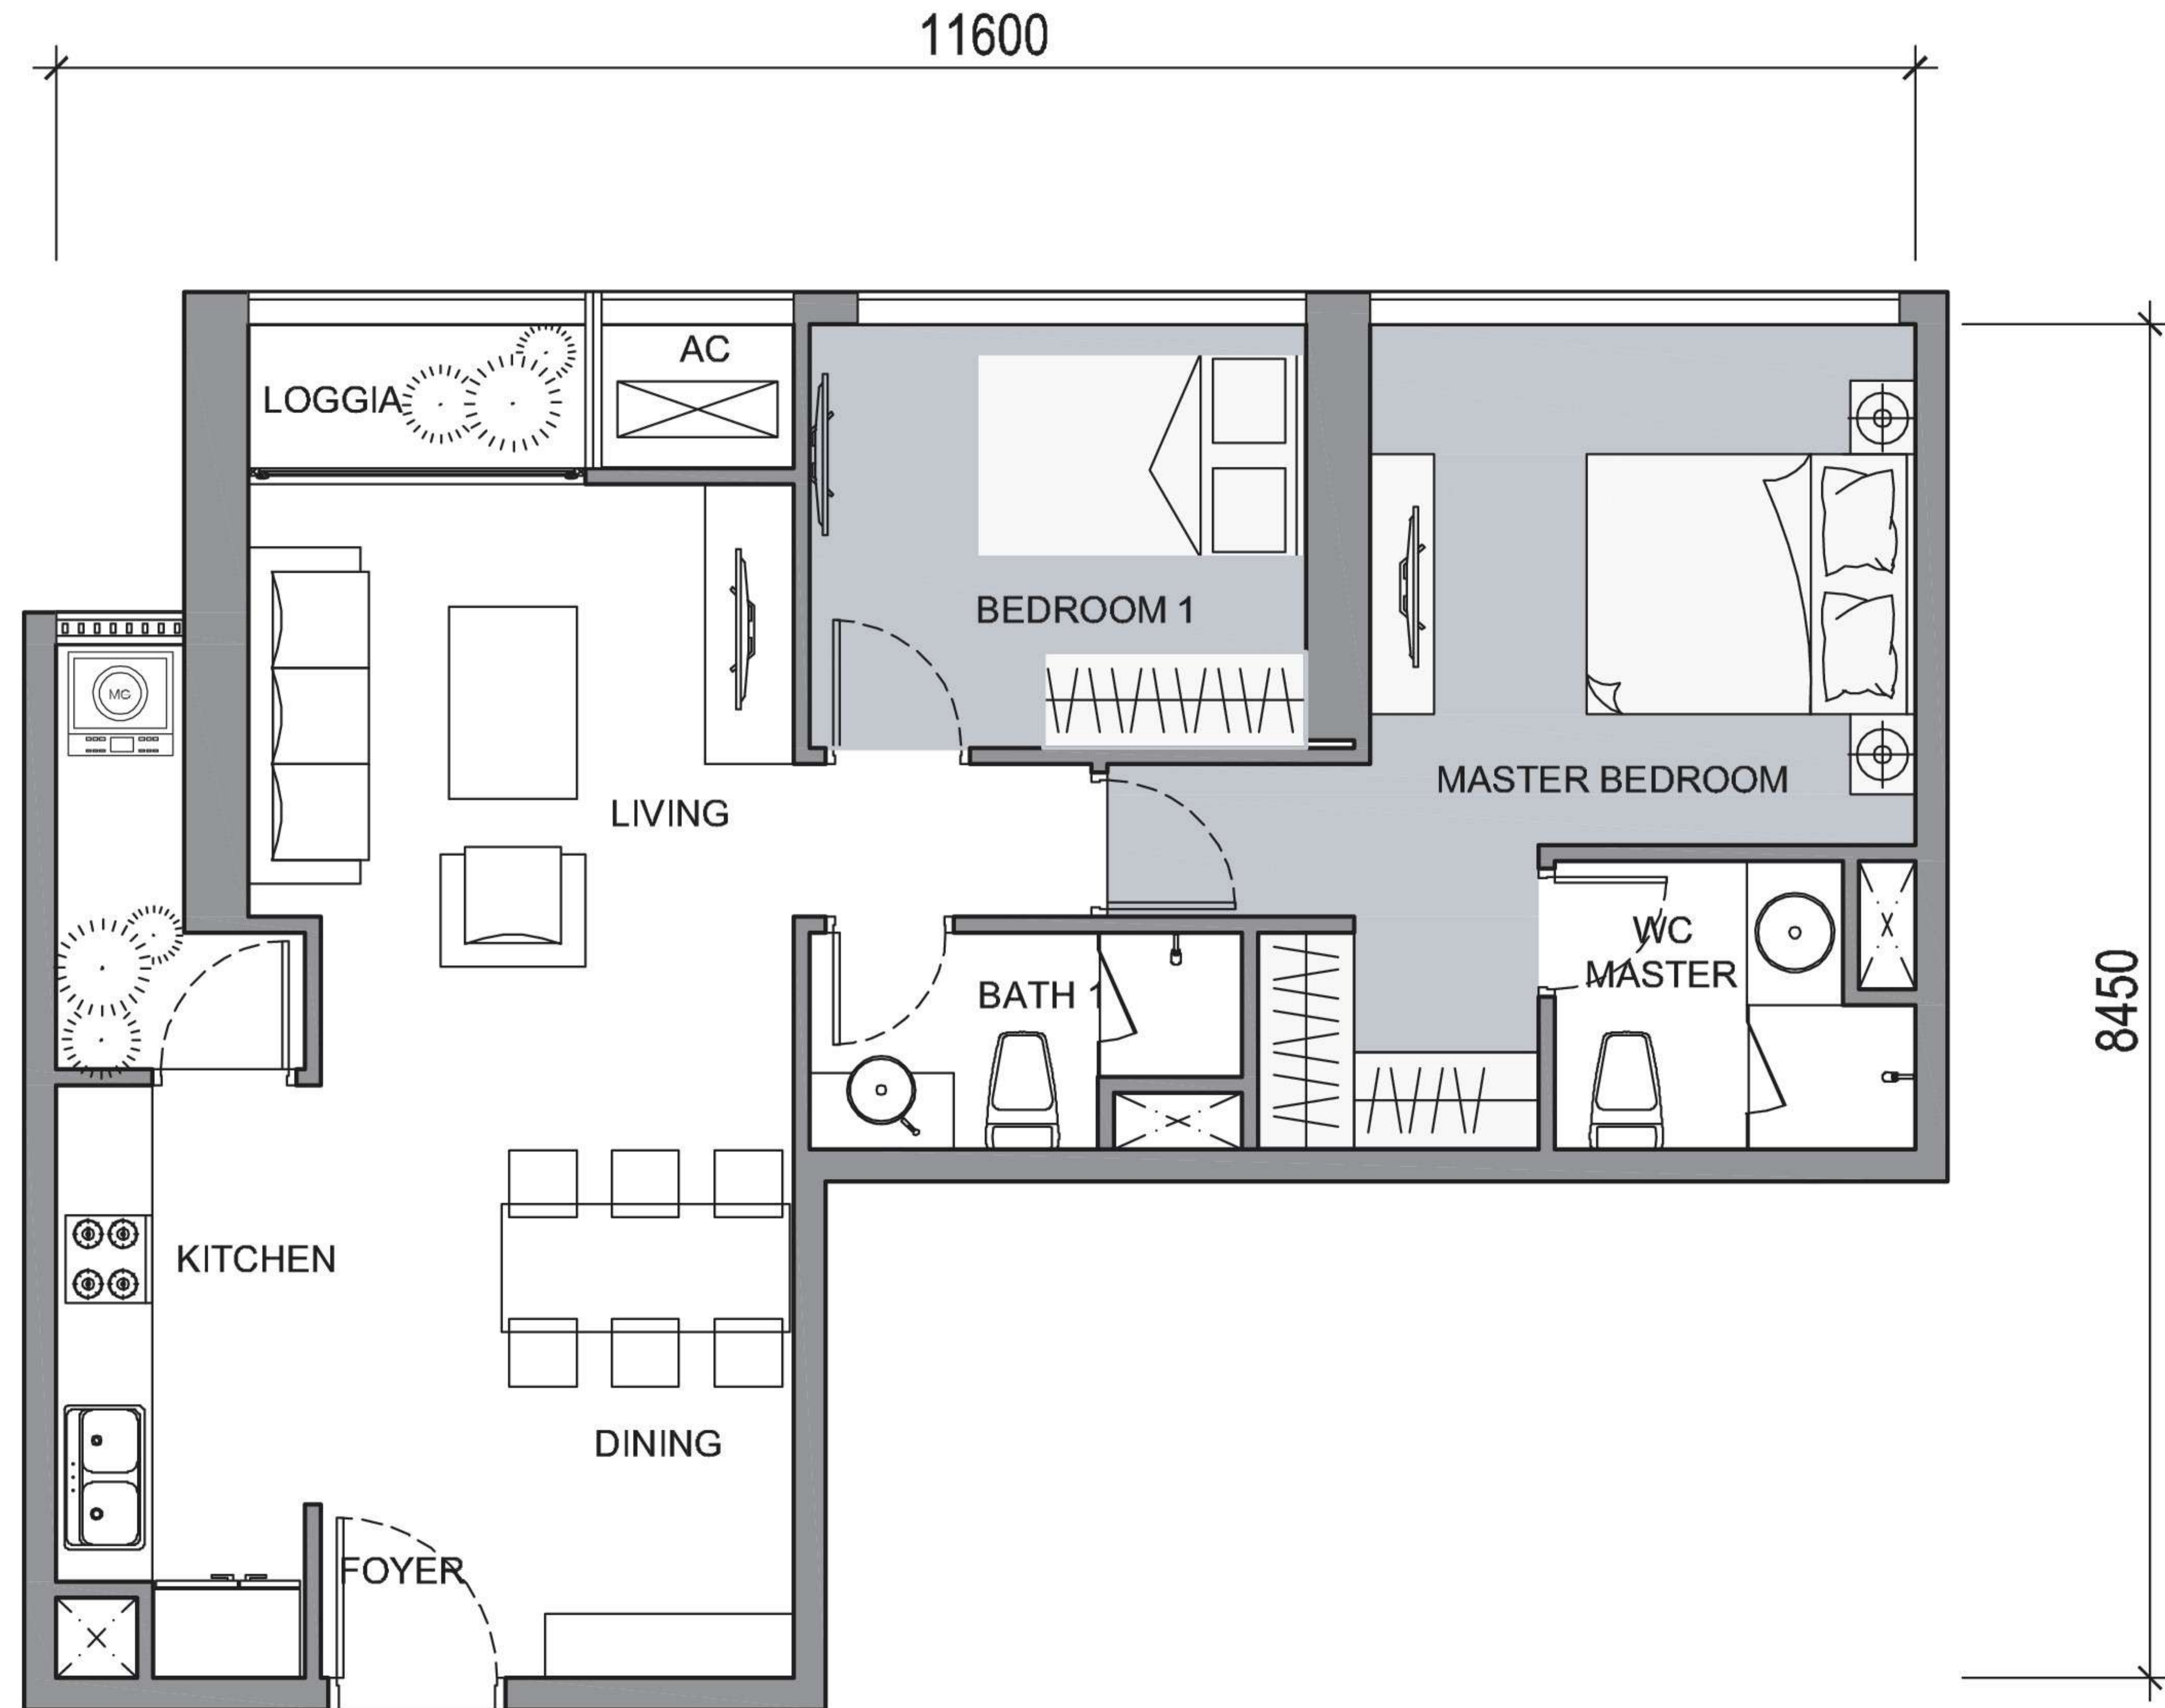 11600
AC
LOGGIA
BEDROOM 1
MC
MASTER BEDROOM
LIVING
WC
MASTER
BATH 1
8450
KITCHEN
DINING
FOYER